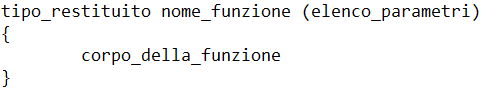 tipo_restituito nome_funzione (elenco_parametri)
{
corpo_della_funzione
}